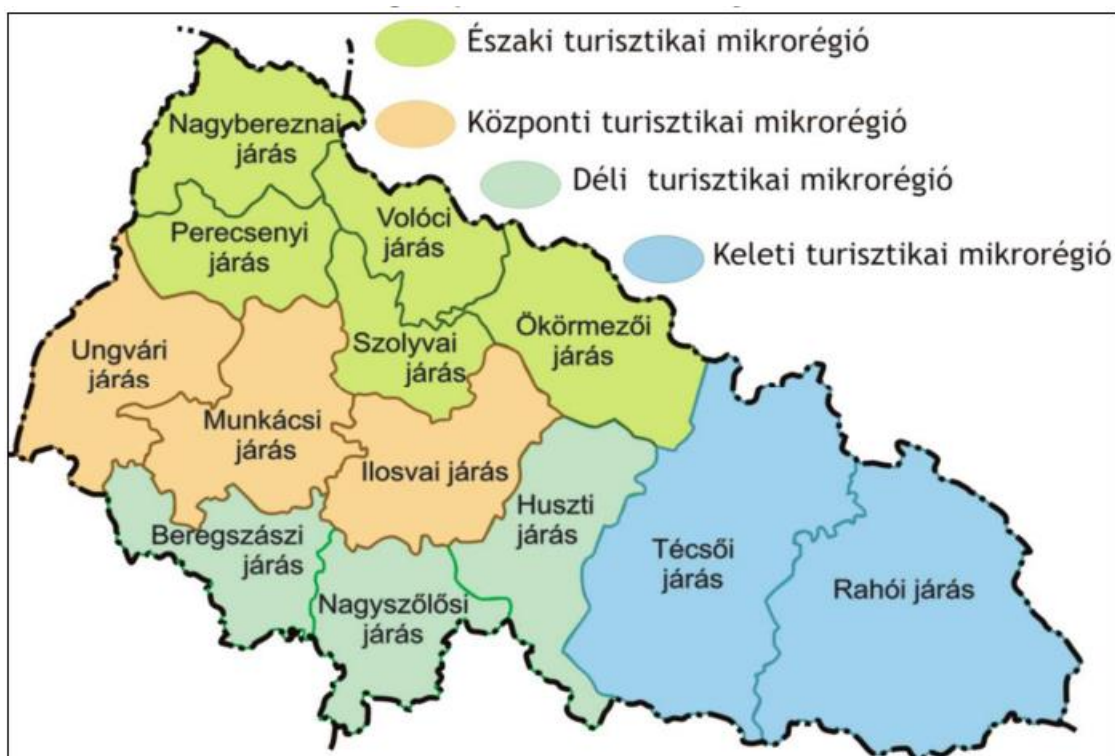 Északi turisztikai mikrorégió
Központi turisztikai mikrorégió
Déli turisztikai mikrorégió
Keleti turisztikai mikrorégió
Nagybereznai
járás
Perecsenyi
járás
Volóci
járás
Ungvári
járás
Szolyvai
járás
Ökörmezői
járás
Munkácsi
járás
Ilosvai járás
Huszti
járás
Beregszászi
járás
Nagyszőlősi
járás
Técsői
járás
Rahói járás